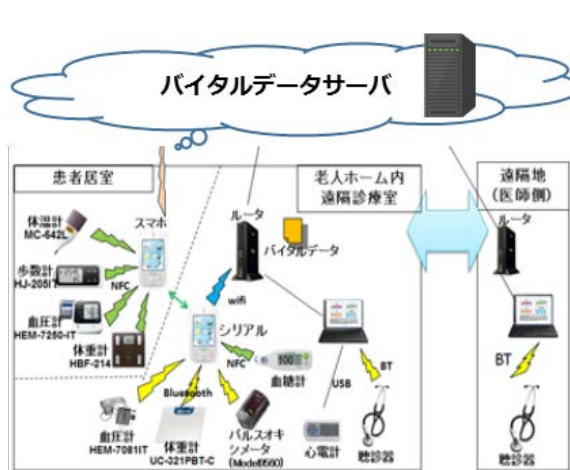 バイタルデータサーバ
患者居室
老人ホーム内
遠隔診療室
遠隔地
(医師側)
体温計
MC-642L
スマホ
ルータ
バイタルデータ
ルータ
歩数計
HJ-205IT
NFC
血圧計
HEM-7250-IT
体重計
HBF-214
wifi
シリアル
NFC
血糖計
BT
USB
BT
Bluetooth
血圧計
HEM-7081IT
体重計
UC-321PBT-C
パルスオキ
シメータ
(Model9560)
心電計
聴診器
聴診器